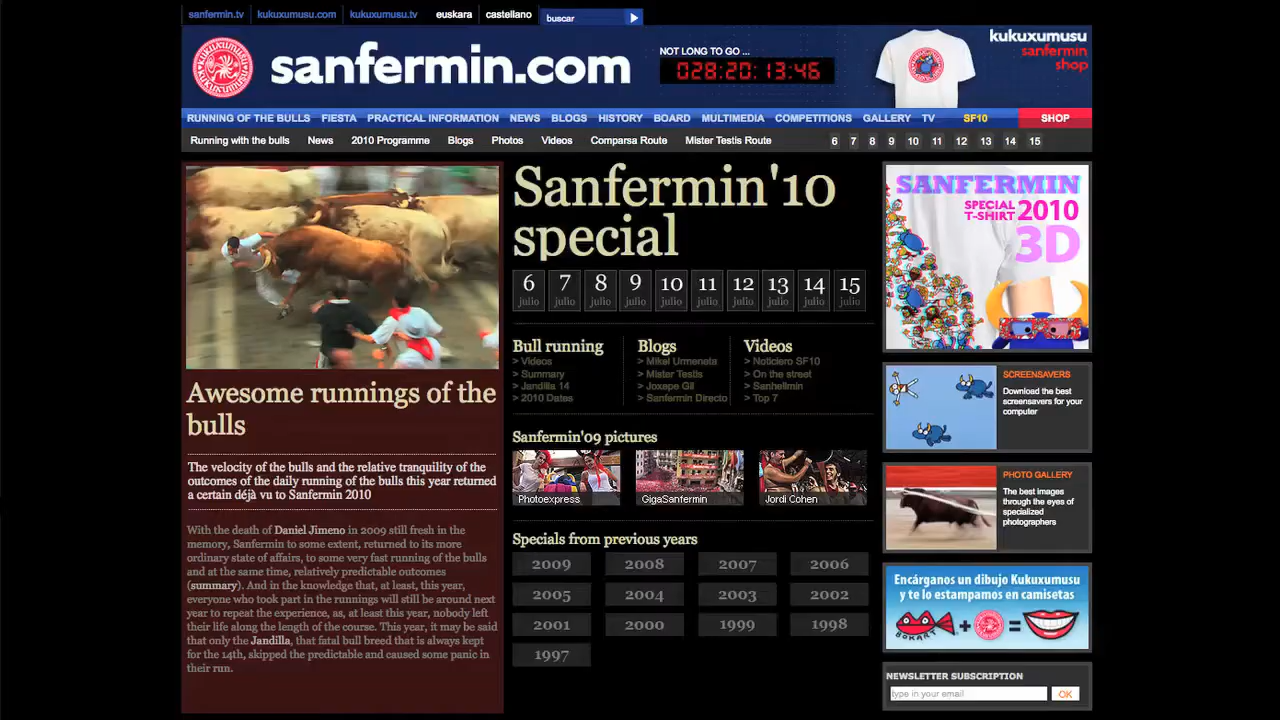 sanfermin.tv kukuxumusu.com kukuxumusu.tv euskara castellano buscar
sanfermin.com
NOT LONG TO GO ...
028:20:13:46
kukuxumusu
sanfermin
shop
RUNNING OF THE BULLS FIESTA PRACTICAL INFORMATION NEWS BLOGS HISTORY BOARD MULTIMEDIA COMPETITIONS GALLERY TV SF10 SHOP
Running with the bulls News 2010 Programme Blogs Photos Videos Comparsa Route Mister Testis Route 6 7 8 9 10 11 12 13 14 15
Awesome runnings of the
bulls
The velocity of the bulls and the relative tranquility of the
outcomes of the daily running of the bulls this year returned
a certain déjà vu to Sanfermin 2010
With the death of Daniel Jimeno in 2009 still fresh in the
memory, Sanfermin to some extent, returned to its more
ordinary state of affairs, to some very fast running of the bulls
and at the same time, relatively predictable outcomes
(summary). And in the knowledge that, at least, this year,
everyone who took part in the runnings will still be around next
year to repeat the experience, as, at least this year, nobody left
their life along the length of the course. This year, it may be said
that only the Jandilla, that fatal bull breed that is always kept
for the 14th, skipped the predictable and caused some panic in
their run.
Sanfermin'10
special
6 7 8 9 10 11 12 13 14 15
julio julio julio julio julio julio julio julio julio julio
Bull running
> Videos
> Summary
> Jandilla 14
> 2010 Dates
Blogs
> Mikel Urmeneta
> Mister Testis
> Joxepe Gil
> Sanfermin Directo
Videos
> Noticiero SF10
> On the street
> Sanhelimin
> Top 7
Sanfermin'09 pictures
Photoexpress GigaSanfermin Jordi Cohen
Specials from previous years
2009 2008 2007 2006
2005 2004 2003 2002
2001 2000 1999 1998
1997
SANFERMIN
SPECIAL
T-SHIRT 2010
3D
SCREENSAVERS
Download the best
screensavers for your
computer
PHOTO GALLERY
The best images
through the eyes of
specialized
photographers
Encárganos un dibujo Kukuxumusu
y te lo estampamos en camisetas
BOKART + =
NEWSLETTER SUBSCRIPTION
type in your email OK